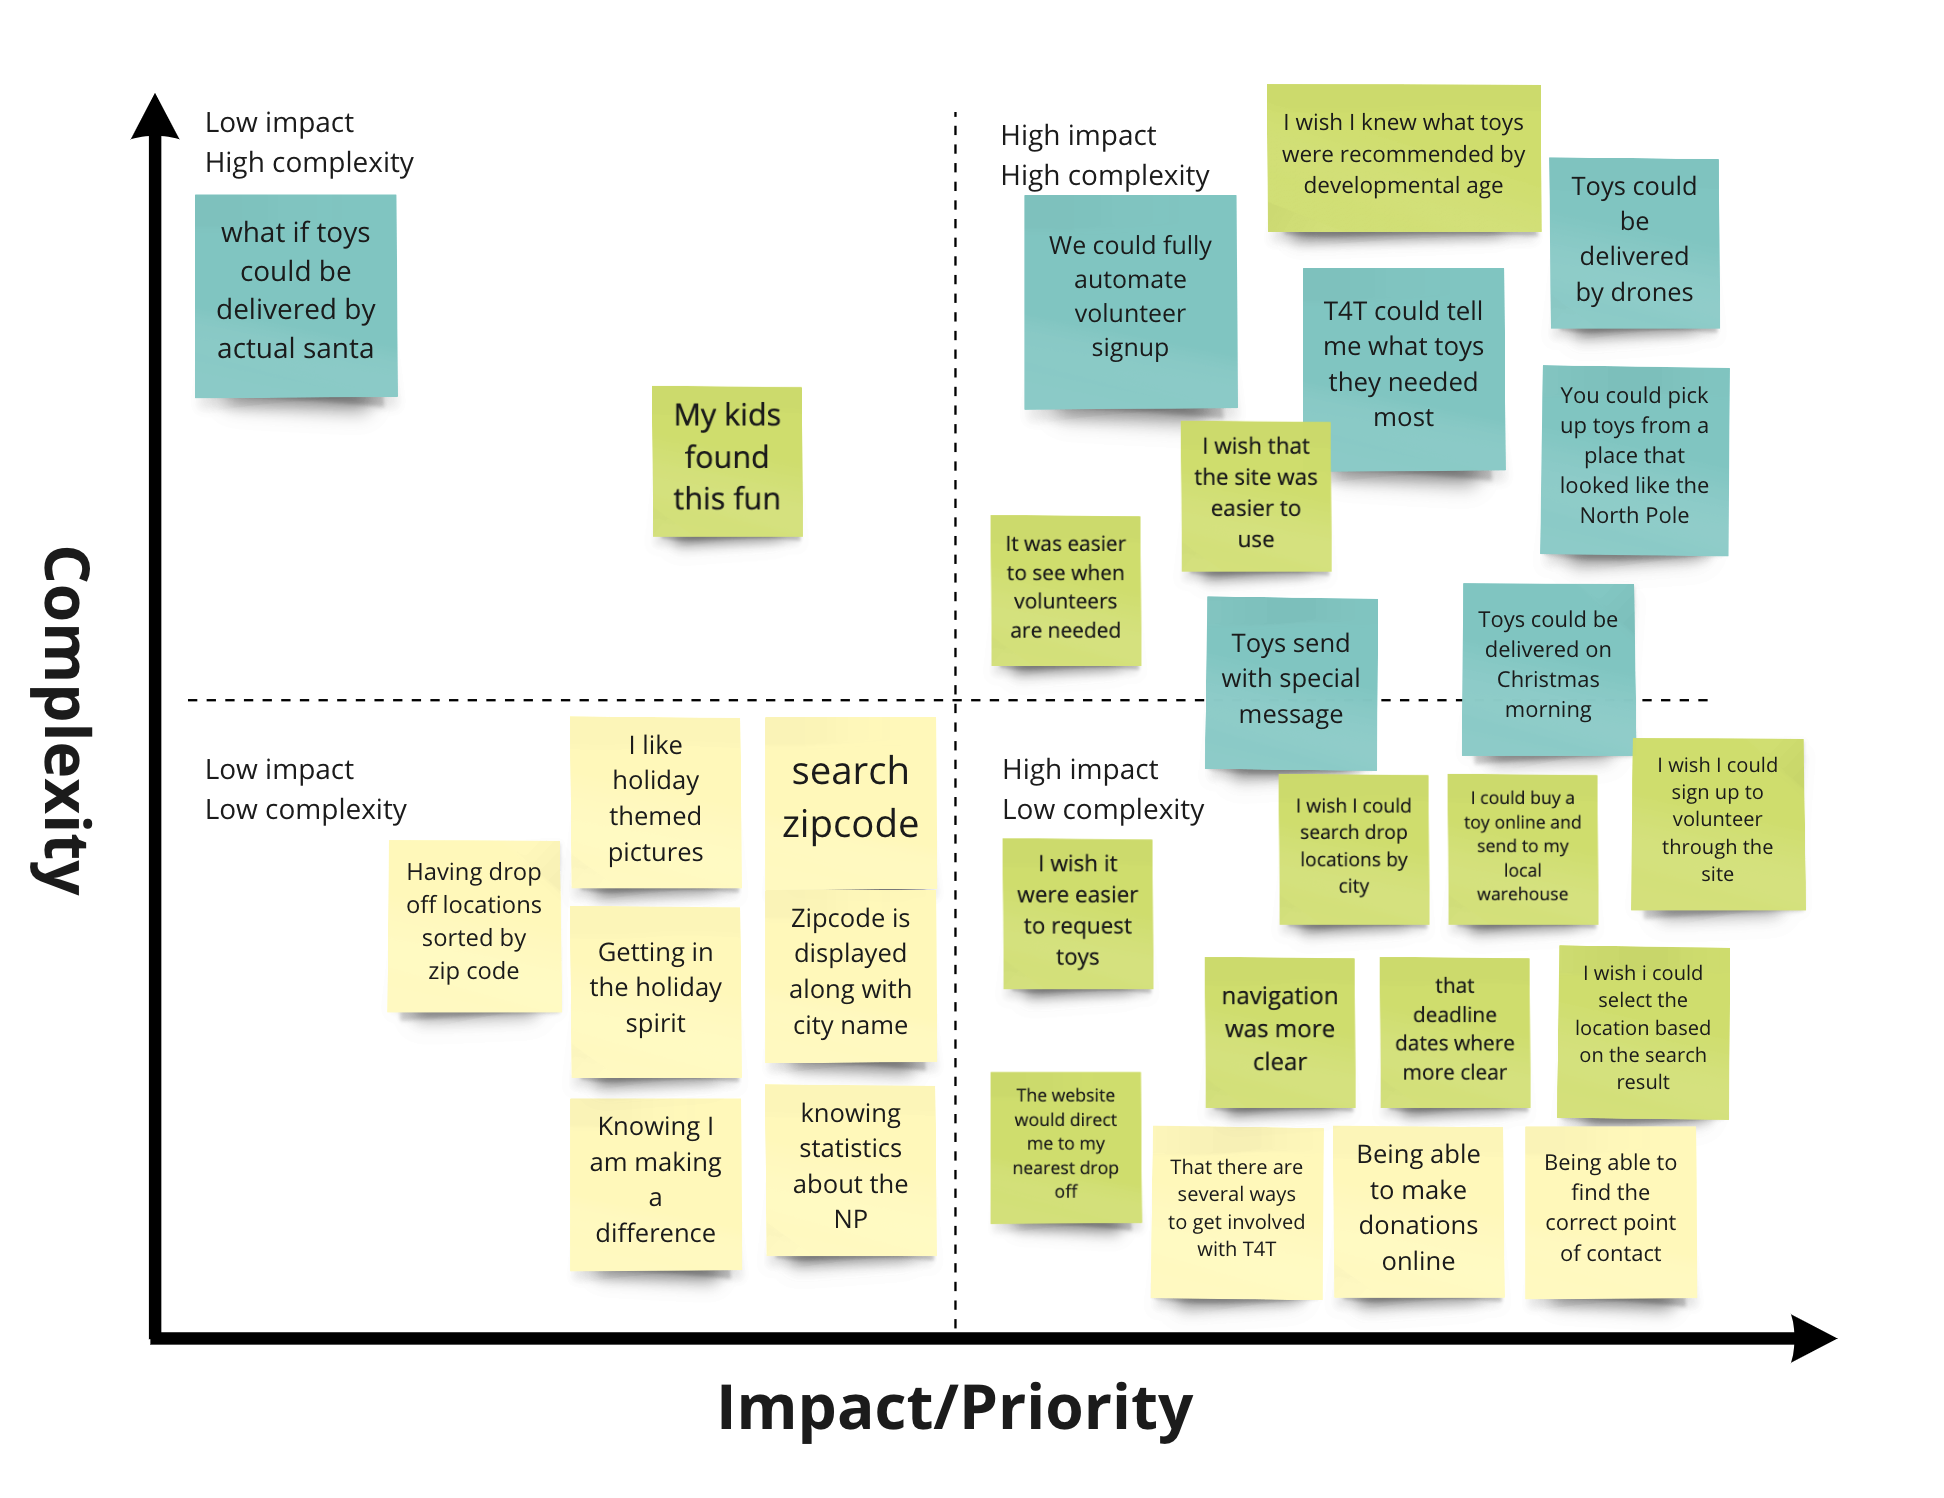 Low impact
High complexity
what if toys
could be
delivered by
actual santa
My kids
found
this fun
High impact
High complexity
I wish I knew what toys
were recommended by
developmental age
Toys could
be
delivered
by drones
We could fully
automate
volunteer
signup
T4T could tell
me what toys
they needed
most
You could pick
up toys from a
place that
looked like the
North Pole
I wish that
the site was
easier to
use
It was easier
to see when
volunteers
are needed
Toys send
with special
message
Toys could be
delivered on
Christmas
morning
Complexity
Low impact
Low complexity
I like
holiday
themed
pictures
search
zipcode
Having drop
off locations
sorted by
zip code
Getting in
the holiday
spirit
Zipcode is
displayed
along with
city name
Knowing I
am making
a
difference
knowing
statistics
about the
NP
High impact
Low complexity
I wish I could
search drop
locations by
city
I could buy a
toy online and
send to my
local
warehouse
I wish I could
sign up to
volunteer
through the
site
I wish it
were easier
to request
toys
navigation
was more
clear
that
deadline
dates where
more clear
I wish i could
select the
location based
on the search
result
The website
would direct
me to my
nearest drop
off
That there are
several ways
to get involved
with T4T
Being able
to make
donations
online
Being able to
find the
correct point
of contact
Impact/Priority